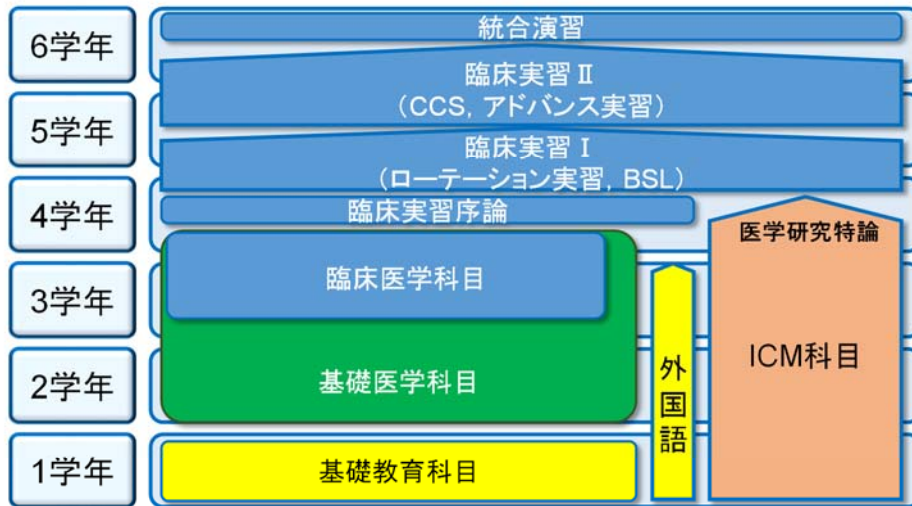 6学年
統合演習
臨床実習Ⅱ
（CCS, アドバンス実習）
5学年
臨床実習Ⅰ
（ローテーション実習, BSL）
4学年
臨床実習序論
医学研究特論
臨床医学科目
3学年
ICM科目
2学年
基礎医学科目
外国語
1学年
基礎教育科目